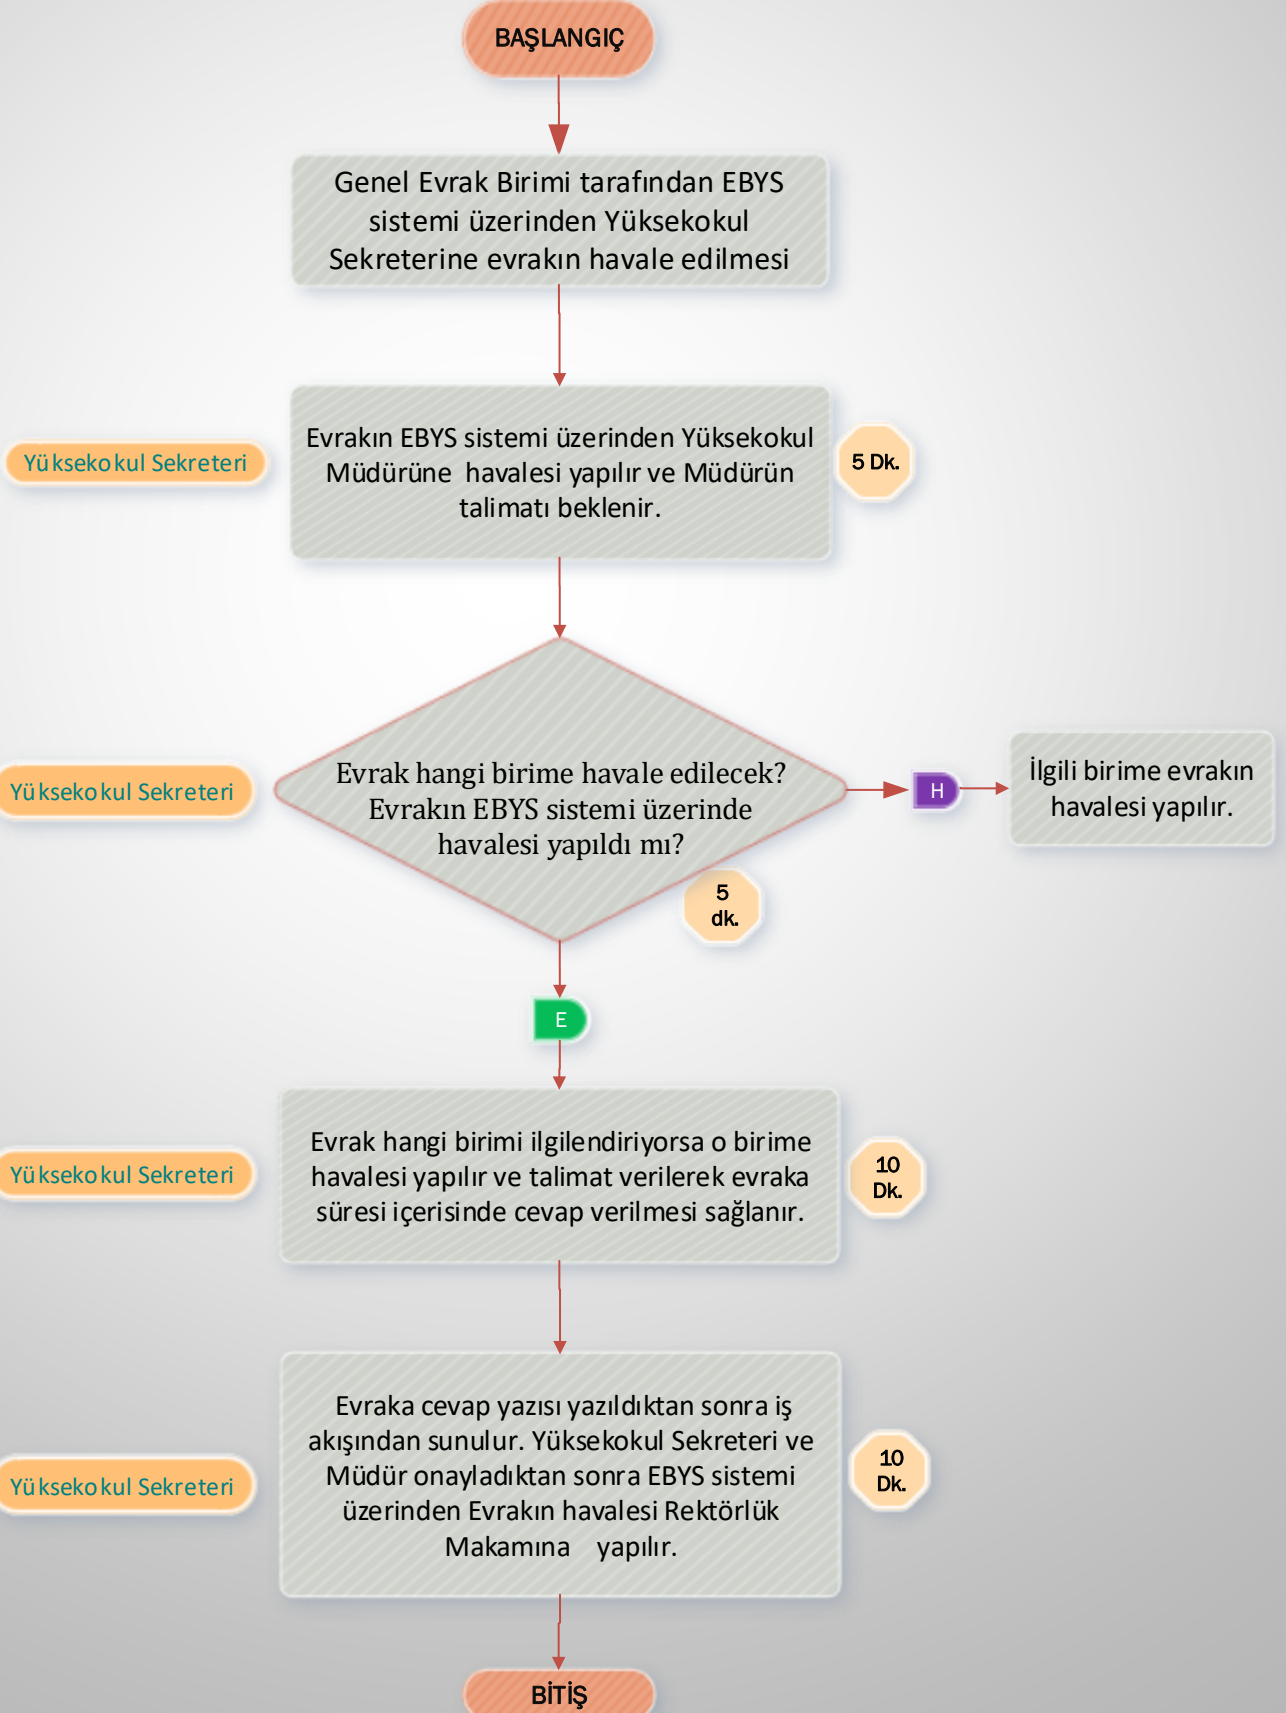 BAŞLANGIÇ
Genel Evrak Birimi tarafından EBYS
sistemi üzerinden Yüksekokul
Sekreterine evrakın havale edilmesi
Yüksekokul Sekreteri
Evrakın EBYS sistemi üzerinden Yüksekokul
Müdürüne havalesi yapılır ve Müdürün
talimatı beklenir.
5 Dk.
Yüksekokul Sekreteri
Evrak hangi birime havale edilecek?
Evrakın EBYS sistemi üzerinde
havalesi yapıldı mı?
5
dk.
H
İlgili birime evrakın
havalesi yapılır.
E
Yüksekokul Sekreteri
Evrak hangi birimi ilgilendiriyorsa o birime
havalesi yapılır ve talimat verilerek evraka
süresi içerisinde cevap verilmesi sağlanır.
10
Dk.
Yüksekokul Sekreteri
Evraka cevap yazısı yazıldıktan sonra iş
akışından sunulur. Yüksekokul Sekreteri ve
Müdür onayladıktan sonra EBYS sistemi
üzerinden Evrakın havalesi Rektörlük
Makamına yapılır.
10
Dk.
BİTİŞ